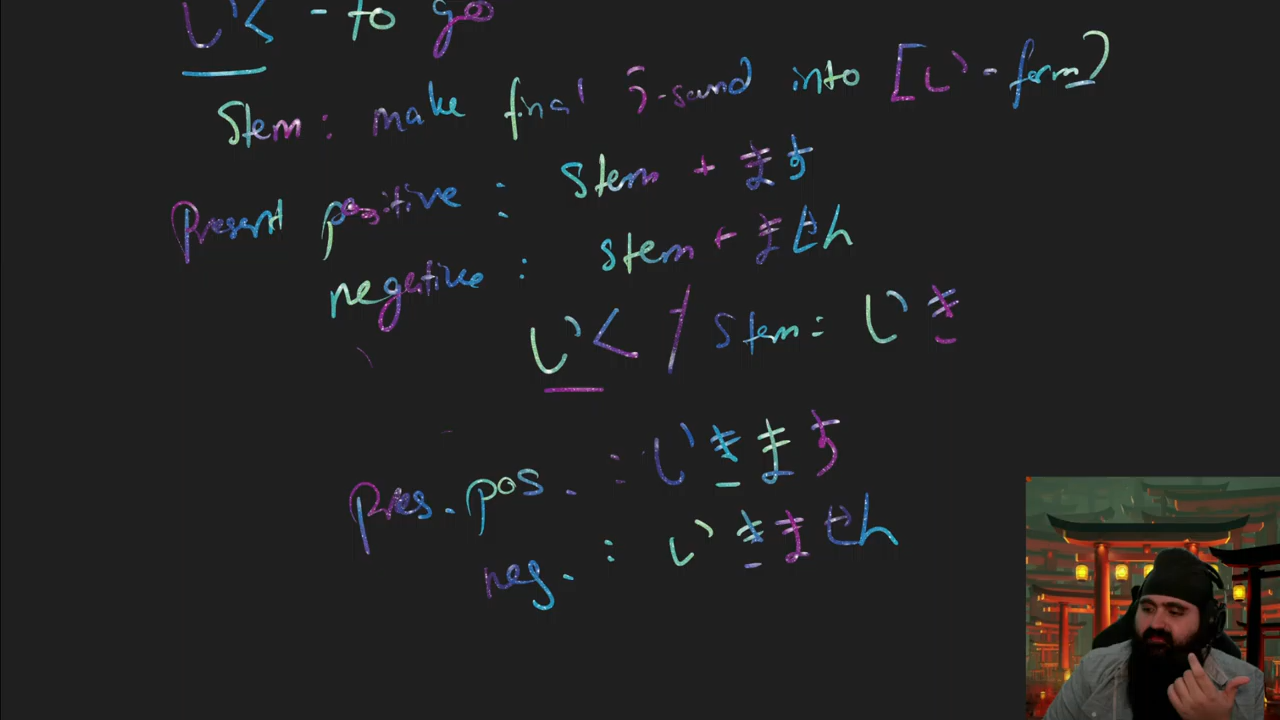 いく - to go
Stem: make final う-sound into [い-form]
Present positive: stem + ます
negetive: stem + ません
いく / stem: いき
pres. pos. : いきます
neg. : いきません